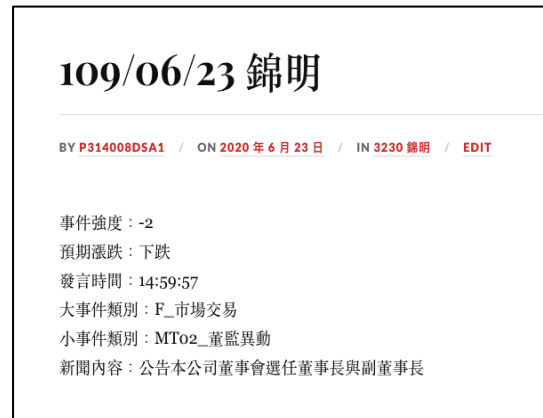 109/06/23 錦明
BY P314008DSA1 / ON 2020 年 6 月 23 日 / IN 3230 錦明 / EDIT
事件強度：-2
預期漲跌：下跌
發言時間：14:59:57
大事件類別：F_市場交易
小事件類別：MT02_董監異動
新聞內容：公告本公司董事會選任董事長與副董事長